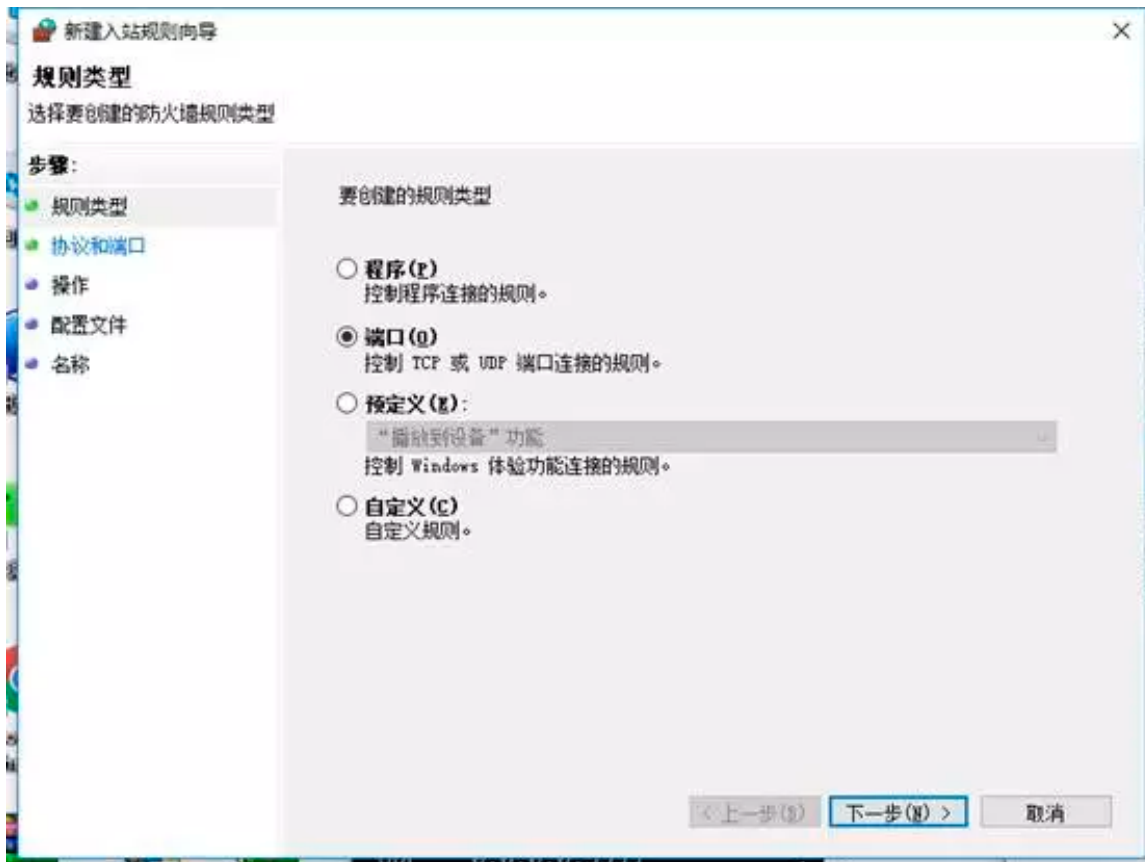 新建入站规则向导
规则类型
选择要创建的防火墙规则类型
步骤:
规则类型
协议和端口
操作
配置文件
名称
要创建的规则类型
程序(P)
控制程序连接的规则。
端口(O)
控制 TCP 或 UDP 端口连接的规则。
预定义(E):
“播放到设备”功能
控制 Windows 体验功能连接的规则。
自定义(C)
自定义规则。
<上一步(B)
下一步(N) >
取消